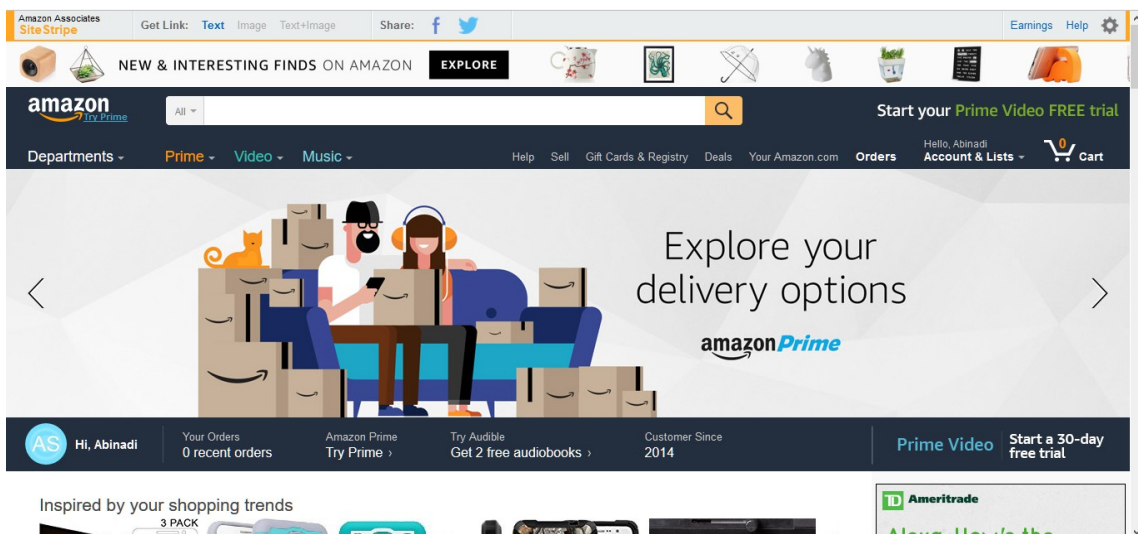 Amazon Associates
SiteStripe
Get Link: Text Image Text+Image Share:
Earnings Help
NEW & INTERESTING FINDS ON AMAZON EXPLORE
amazon
Try Prime
All
Start your Prime Video FREE trial
Departments Prime Video Music
Help Sell Gift Cards & Registry Deals Your Amazon.com Orders
Hello, Abinadi
Account & Lists
0
Cart
Explore your
delivery options
amazon Prime
AS Hi, Abinadi
Your Orders
0 recent orders
Amazon Prime
Try Prime ›
Try Audible
Get 2 free audiobooks ›
Customer Since
2014
Prime Video
Start a 30-day
free trial
Inspired by your shopping trends
3 PACK
TD Ameritrade
Alexa, How's the